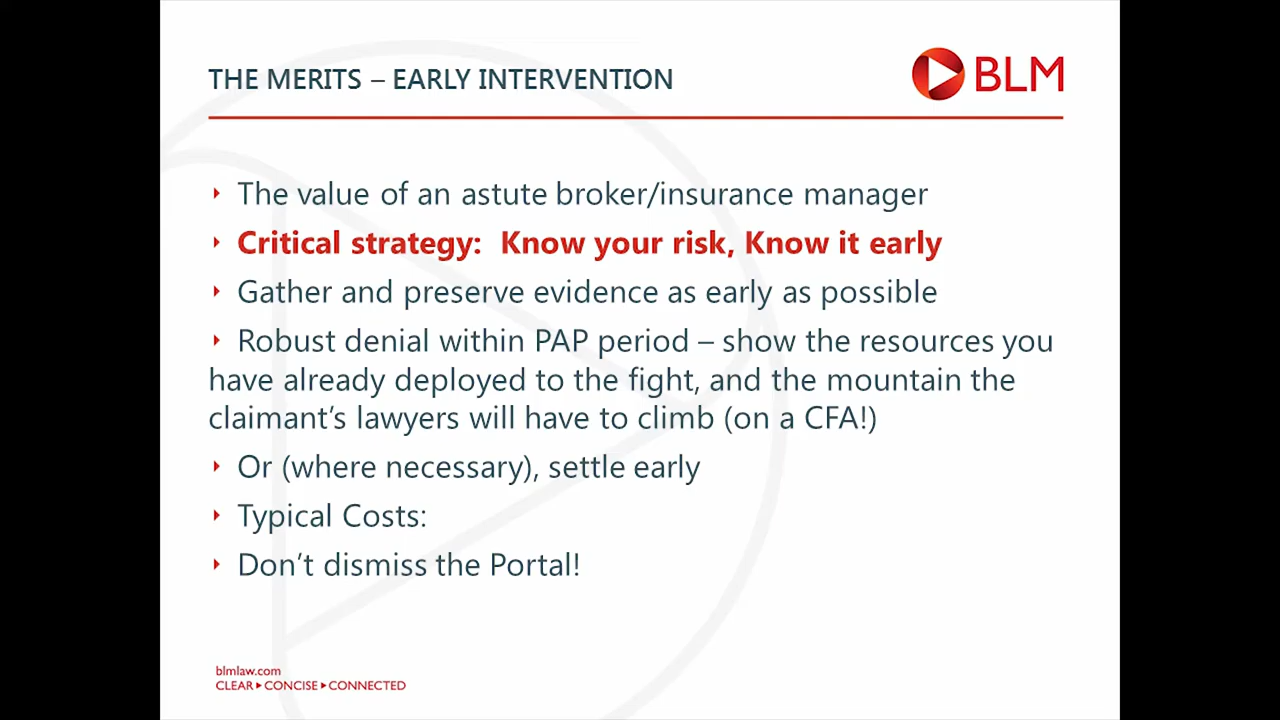 THE MERITS – EARLY INTERVENTION
BLM
The value of an astute broker/insurance manager
Critical strategy:  Know your risk, Know it early
Gather and preserve evidence as early as possible
Robust denial within PAP period – show the resources you
have already deployed to the fight, and the mountain the
claimant’s lawyers will have to climb (on a CFA!)
Or (where necessary), settle early
Typical Costs:
Don’t dismiss the Portal!
blmlaw.com
CLEAR▸CONCISE▸CONNECTED